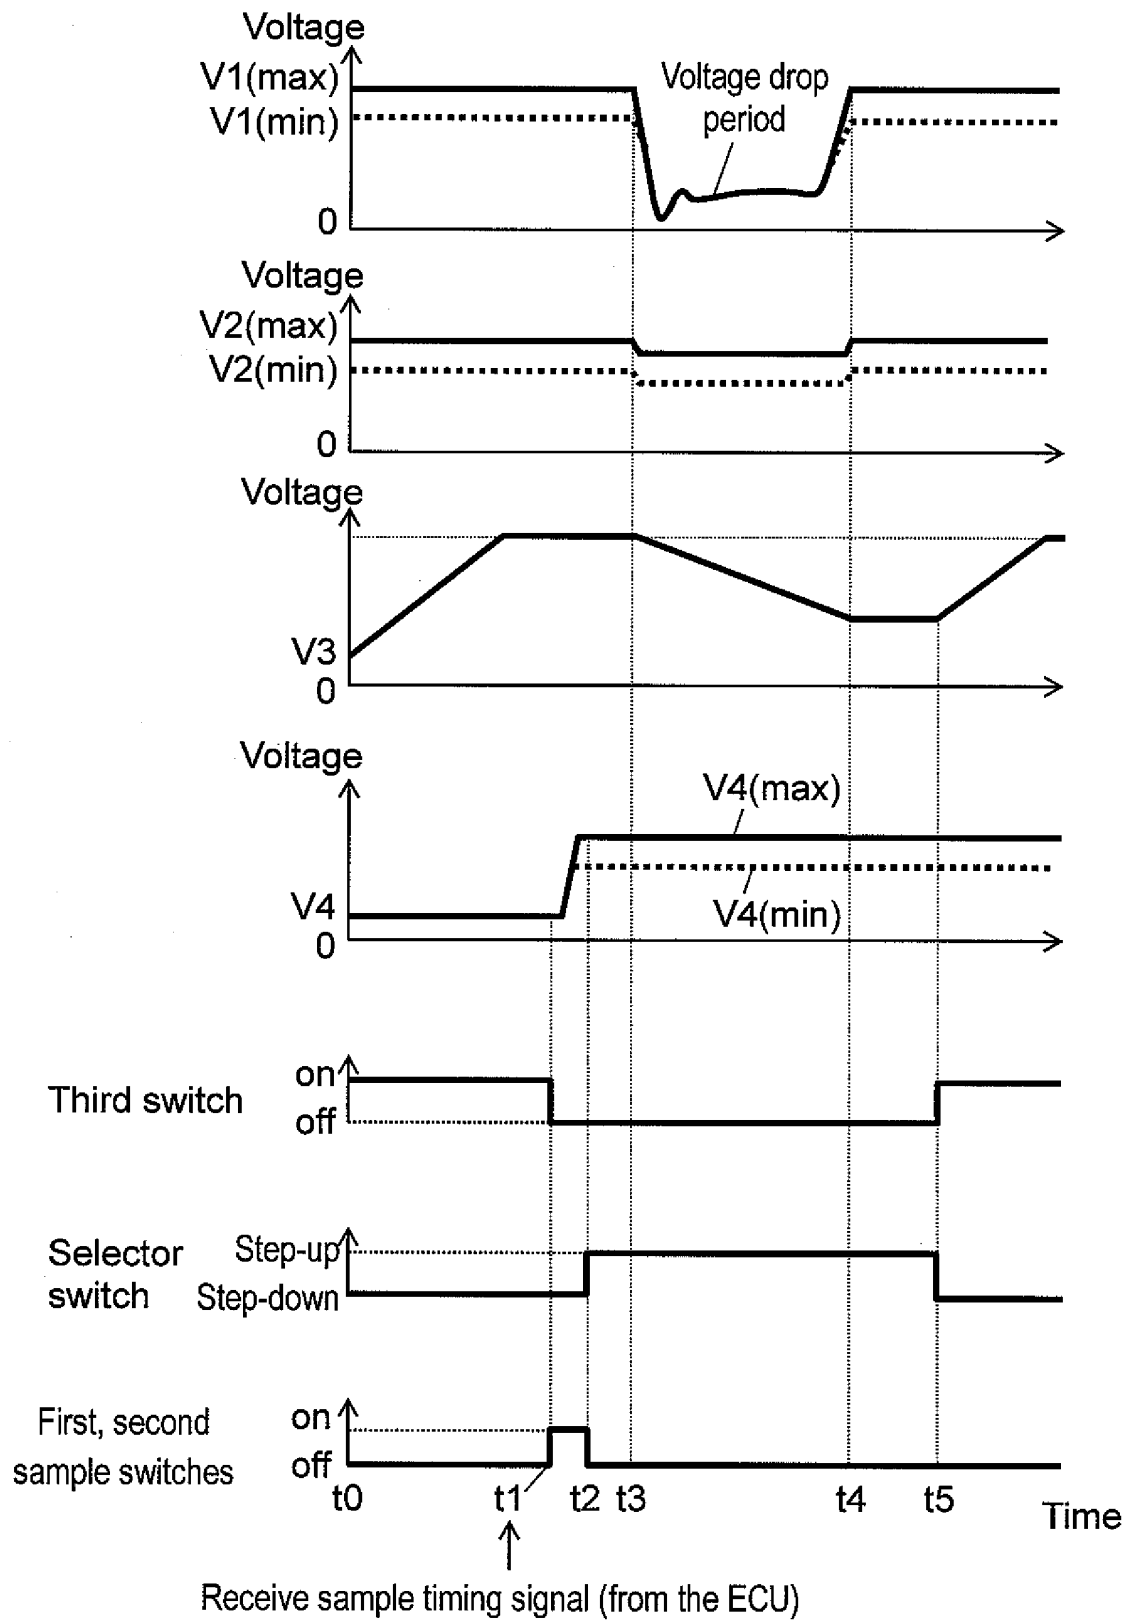 Voltage
V1(max)
V1(min)
Voltage drop
period
0
Voltage
V2(max)
V2(min)
0
Voltage
V3
0
Voltage
V4(max)
V4
V4(min)
0
Third switch
on
off
Selector
switch
Step-up
Step-down
First, second
sample switches
on
off
t0 t1 t2 t3 t4 t5
Time
Receive sample timing signal (from the ECU)